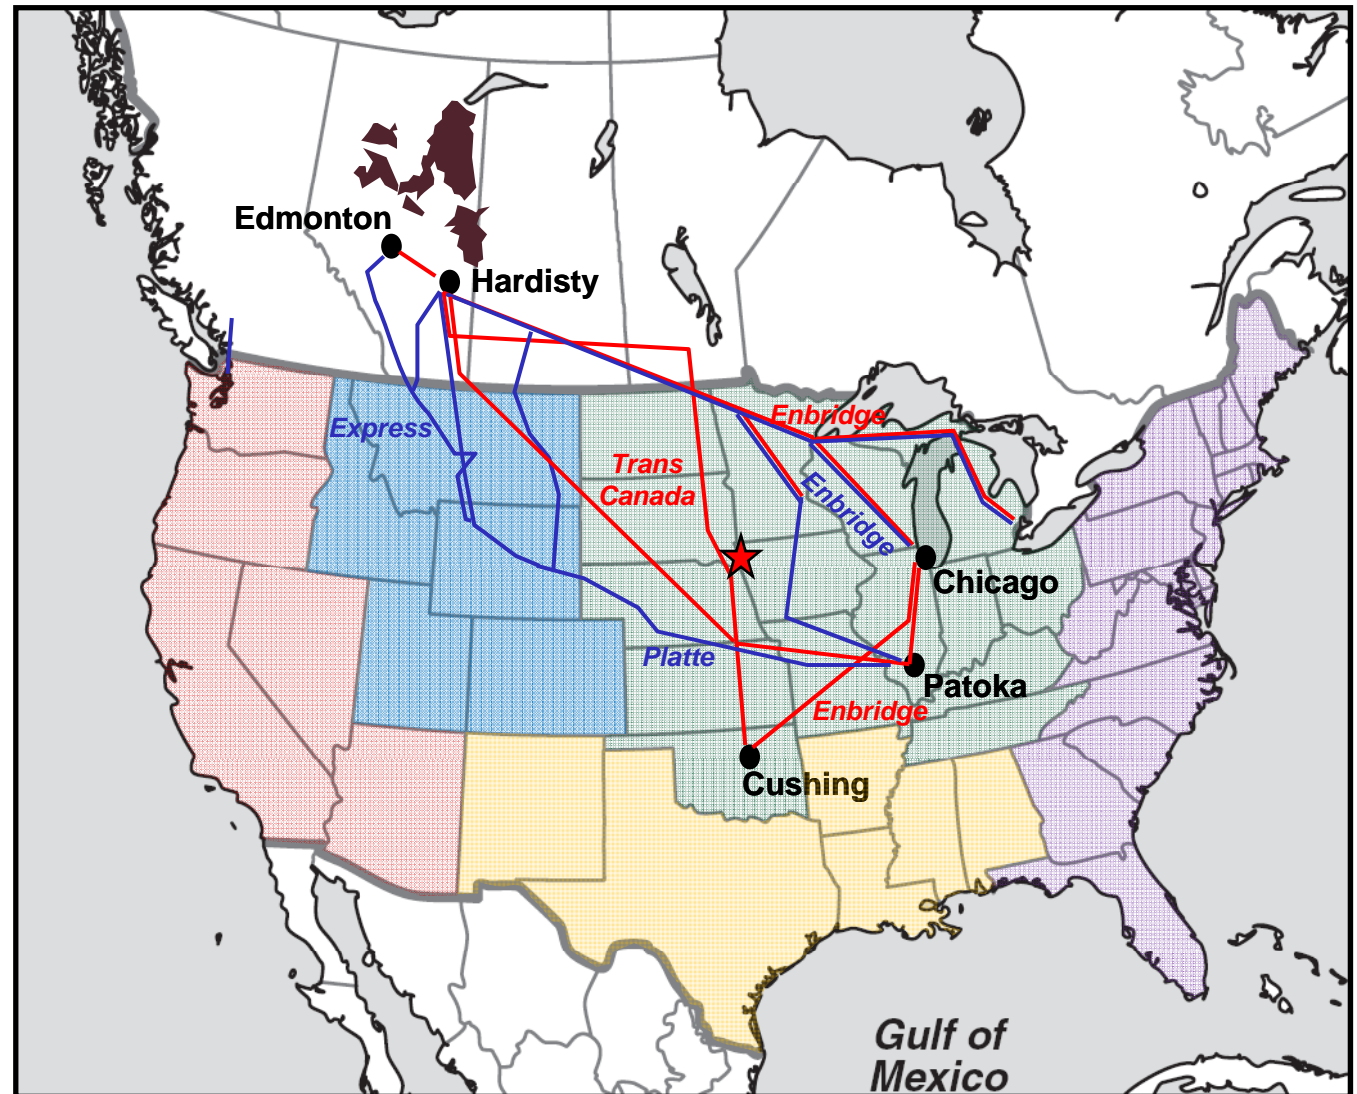 Edmonton
Hardisty
Enbridge
Express
Trans
Canada
Enbridge
Chicago
Platte
Patoka
Enbridge
Cushing
Gulf of
Mexico